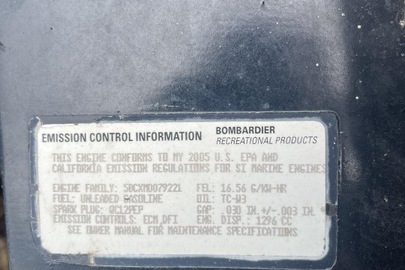 EMISSION CONTROL INFORMATION BOMBARDIER
RECREATIONAL PRODUCTS
THIS ENGINE CONFORMS TO MY 2005 U.S. EPA AND
CALIFORNIA EMISSION REGULATIONS FOR SI MARINE ENGINES
ENGINE FAMILY: 5BCXM0079221 FEL: 16.56 G/KW-HR
FUEL: UNLEADED GASOLINE OIL: TC-W3
SPARK PLUG: QC12PEP GAP: .030 IN.+/-.003 IN.
EMISSION CONTROLS: ECM,DFI ENG. DISP.: 1296 CC
SEE OWNER MANUAL FOR MAINTENANCE SPECIFICATIONS